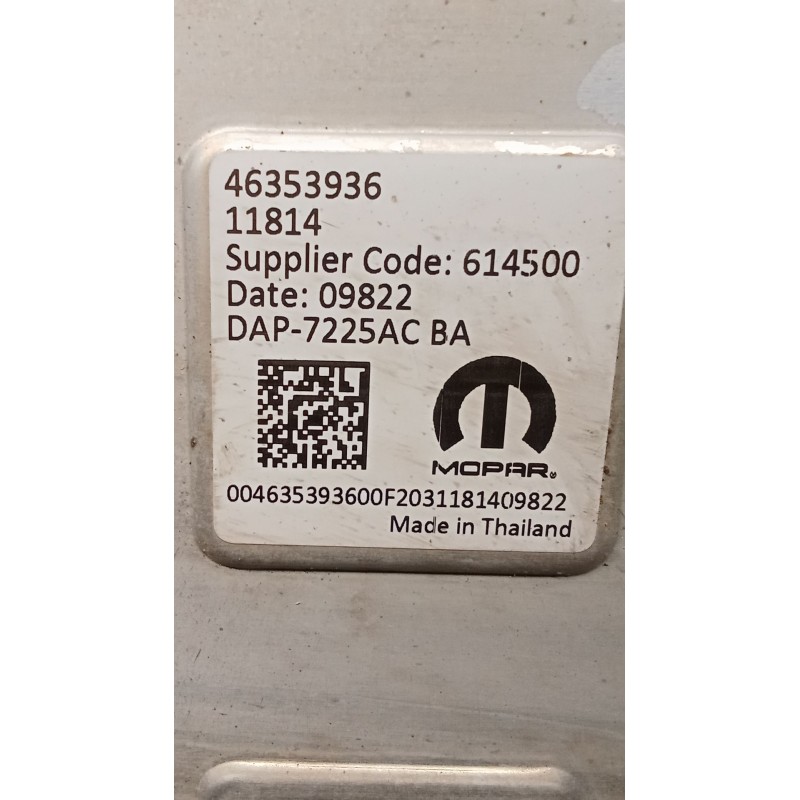 46353936
11814
Supplier Code: 614500
Date: 09822
DAP-7225AC BA
MOPAR®
004635393600F2031181409822
Made in Thailand